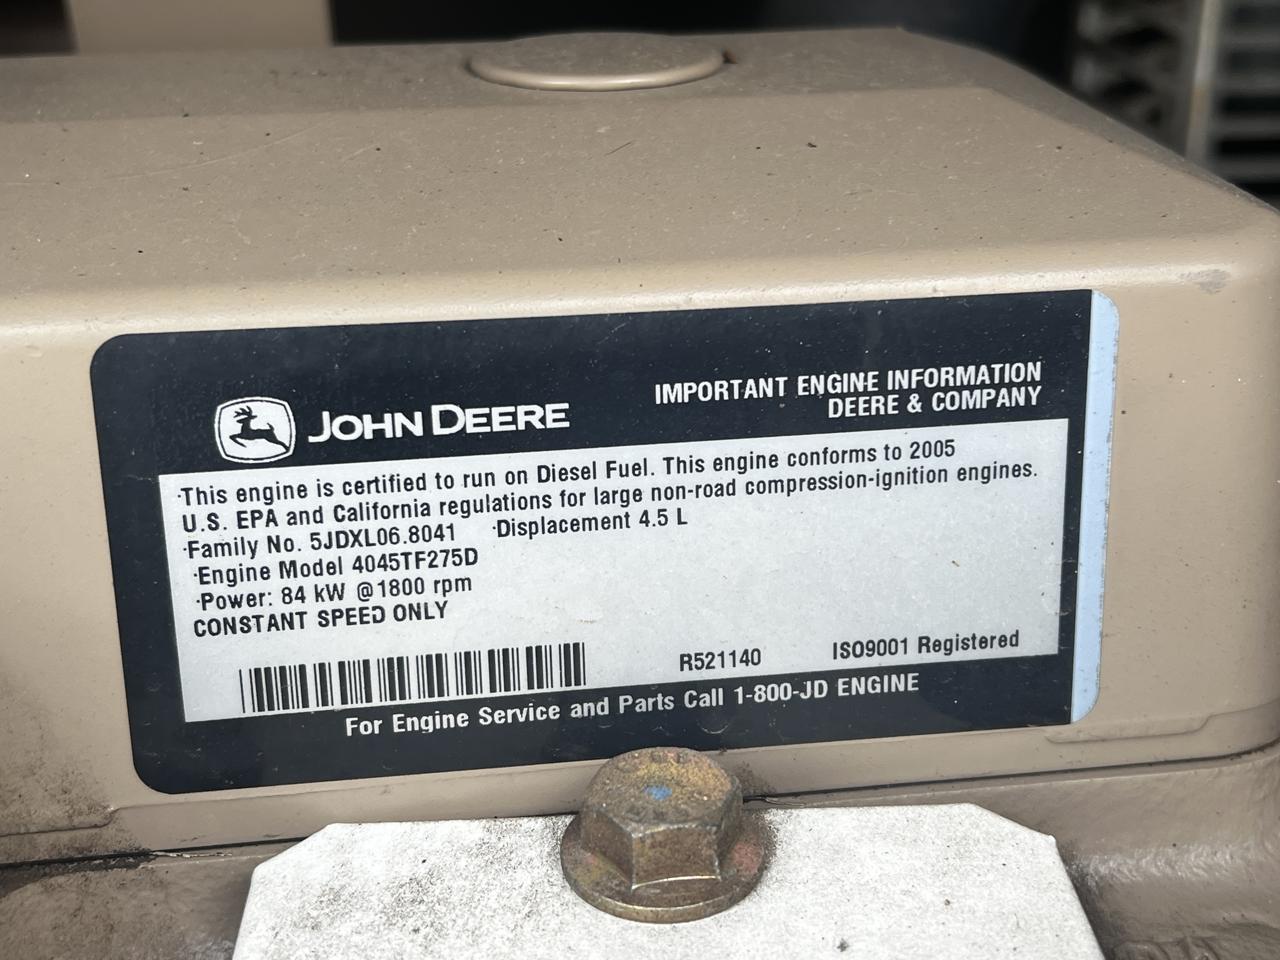 JOHN DEERE
IMPORTANT ENGINE INFORMATION
DEERE & COMPANY
·This engine is certified to run on Diesel Fuel. This engine conforms to 2005
U.S. EPA and California regulations for large non-road compression-ignition engines.
·Family No. 5JDXL06.8041 ·Displacement 4.5 L
·Engine Model 4045TF275D
·Power: 84 kW @1800 rpm
CONSTANT SPEED ONLY
R521140 ISO9001 Registered
For Engine Service and Parts Call 1-800-JD ENGINE